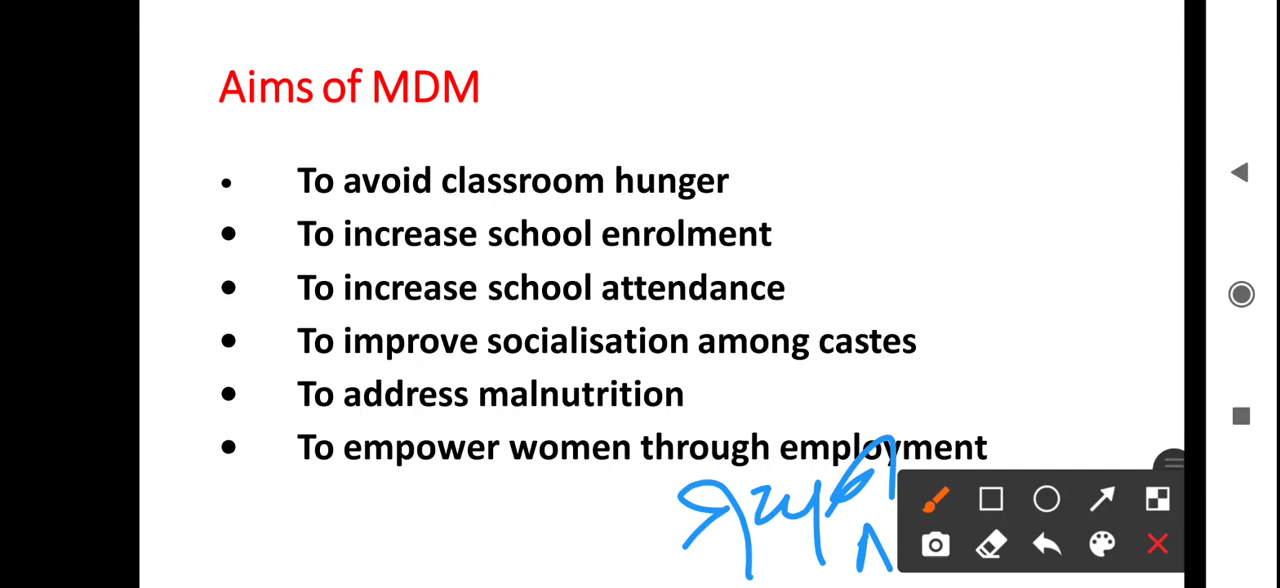 Aims of MDM
• To avoid classroom hunger
• To increase school enrolment
• To increase school attendance
• To improve socialisation among castes
• To address malnutrition
• To empower women through employment